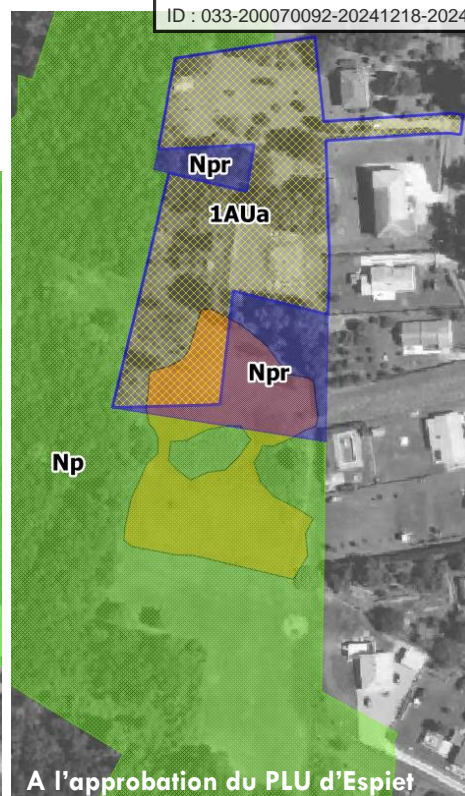 ID : 033-200070092-20241218-2024
Npr
1AUa
Npr
Np
A l'approbation du PLU d'Espiet